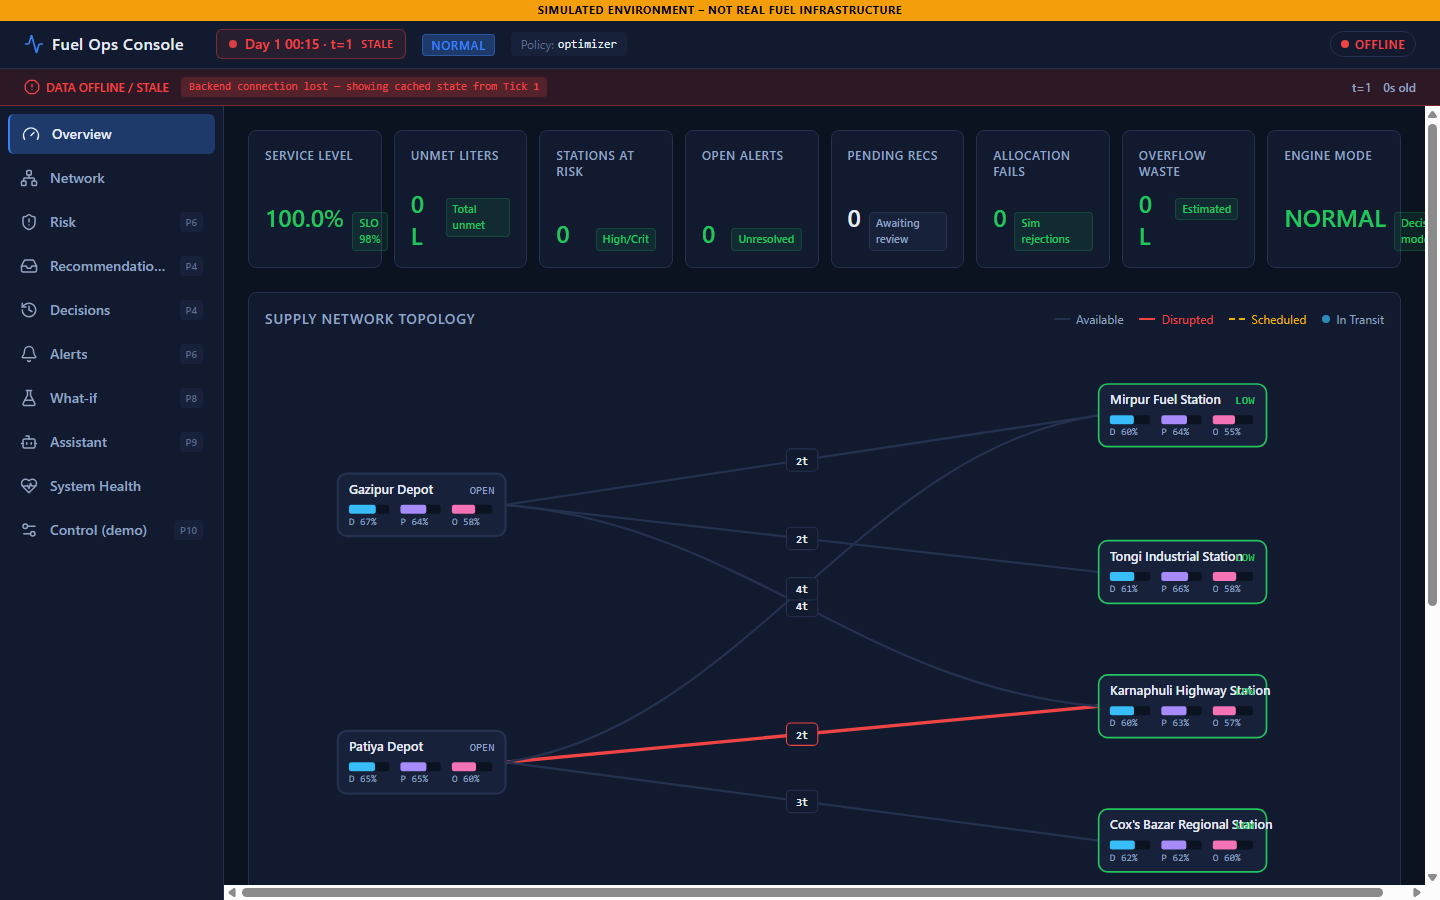 SIMULATED ENVIRONMENT – NOT REAL FUEL INFRASTRUCTURE
Fuel Ops Console
Day 1 00:15 · t=1 STALE
NORMAL
Policy: optimizer
OFFLINE
DATA OFFLINE / STALE
Backend connection lost — showing cached state from Tick 1
t=1 0s old
Overview
Network
Risk P6
Recommendatio... P4
Decisions P4
Alerts P6
What-if P8
Assistant P9
System Health
Control (demo) P10
SERVICE LEVEL
100.0%
SLO
98%
UNMET LITERS
0
L
Total
unmet
STATIONS AT
RISK
0
High/Crit
OPEN ALERTS
0
Unresolved
PENDING RECS
0
Awaiting
review
ALLOCATION
FAILS
0
Sim
rejections
OVERFLOW
WASTE
0
L
Estimated
ENGINE MODE
NORMAL
SUPPLY NETWORK TOPOLOGY
Available
Disrupted
Scheduled
In Transit
Mirpur Fuel Station LOW
D 60% P 64% O 55%
2t
Gazipur Depot OPEN
D 67% P 64% O 58%
2t
Tongi Industrial Station LOW
D 61% P 66% O 58%
4t
4t
Karnaphuli Highway Station
D 60% P 63% O 57%
2t
Patiya Depot OPEN
D 65% P 65% O 60%
3t
Cox's Bazar Regional Station
D 62% P 62% O 60%